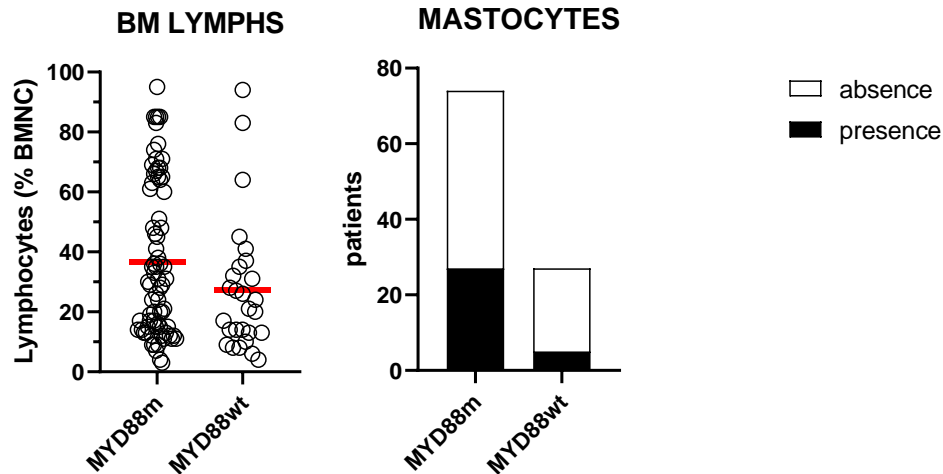 BM LYMPHS
Lymphocytes (% BMNC)
100
80
60
40
20
0
MYD88m
MYD88wt
MASTOCYTES
patients
80
60
40
20
0
MYD88m
MYD88wt
absence
presence